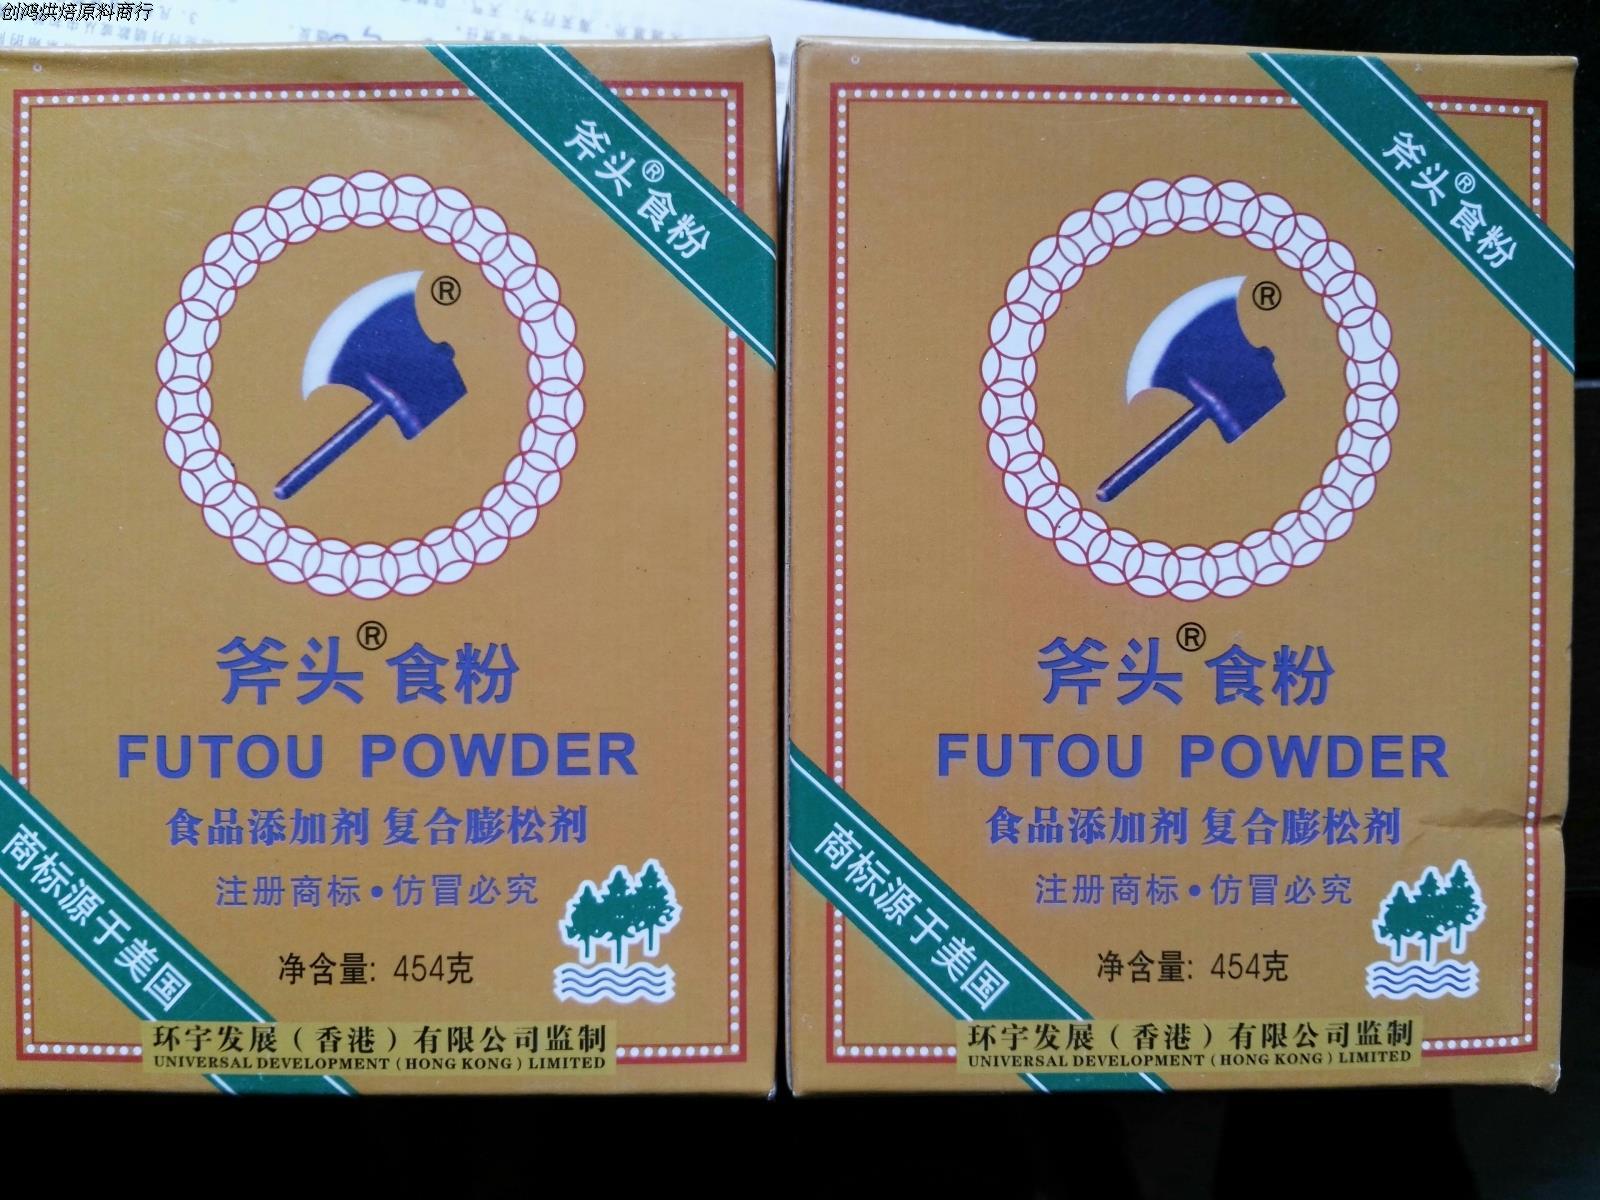 创鸿烘焙原料商行
斧头®食粉
®
斧头®食粉
FUTOU POWDER
食品添加剂 复合膨松剂
注册商标•仿冒必究
净含量: 454克
商标源于美国
环宇发展（香港）有限公司监制
UNIVERSAL DEVELOPMENT (HONG KONG) LIMITED
斧头®食粉
®
斧头®食粉
FUTOU POWDER
食品添加剂 复合膨松剂
注册商标•仿冒必究
净含量: 454克
商标源于美国
环宇发展（香港）有限公司监制
UNIVERSAL DEVELOPMENT (HONG KONG) LIMITED